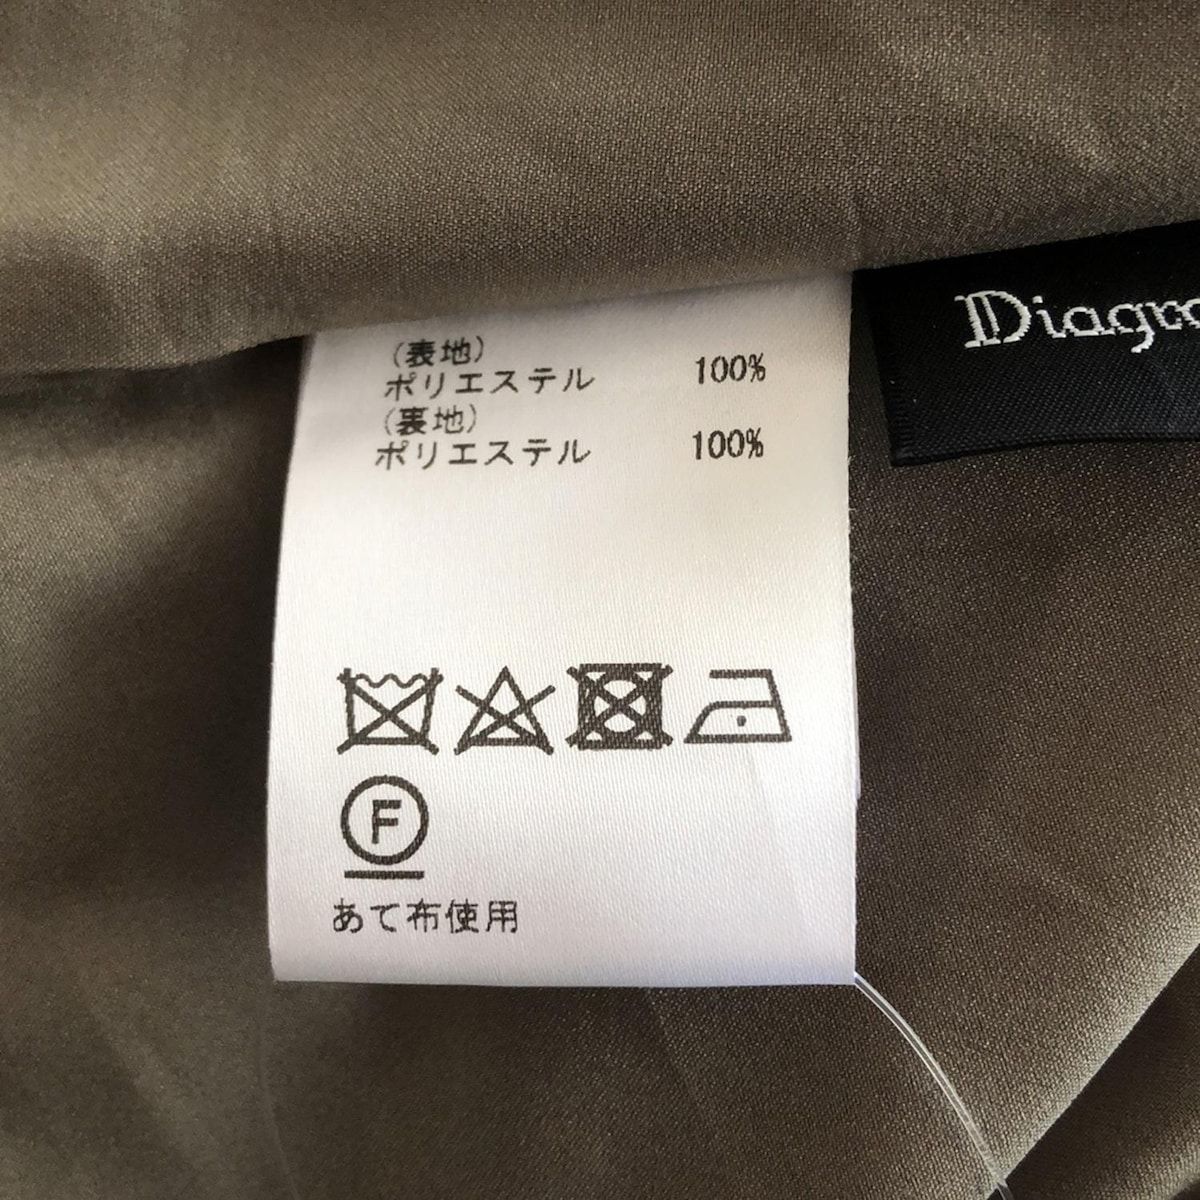 (表地)
ポリエステル 100%
(裏地)
ポリエステル 100%
F
あて布使用